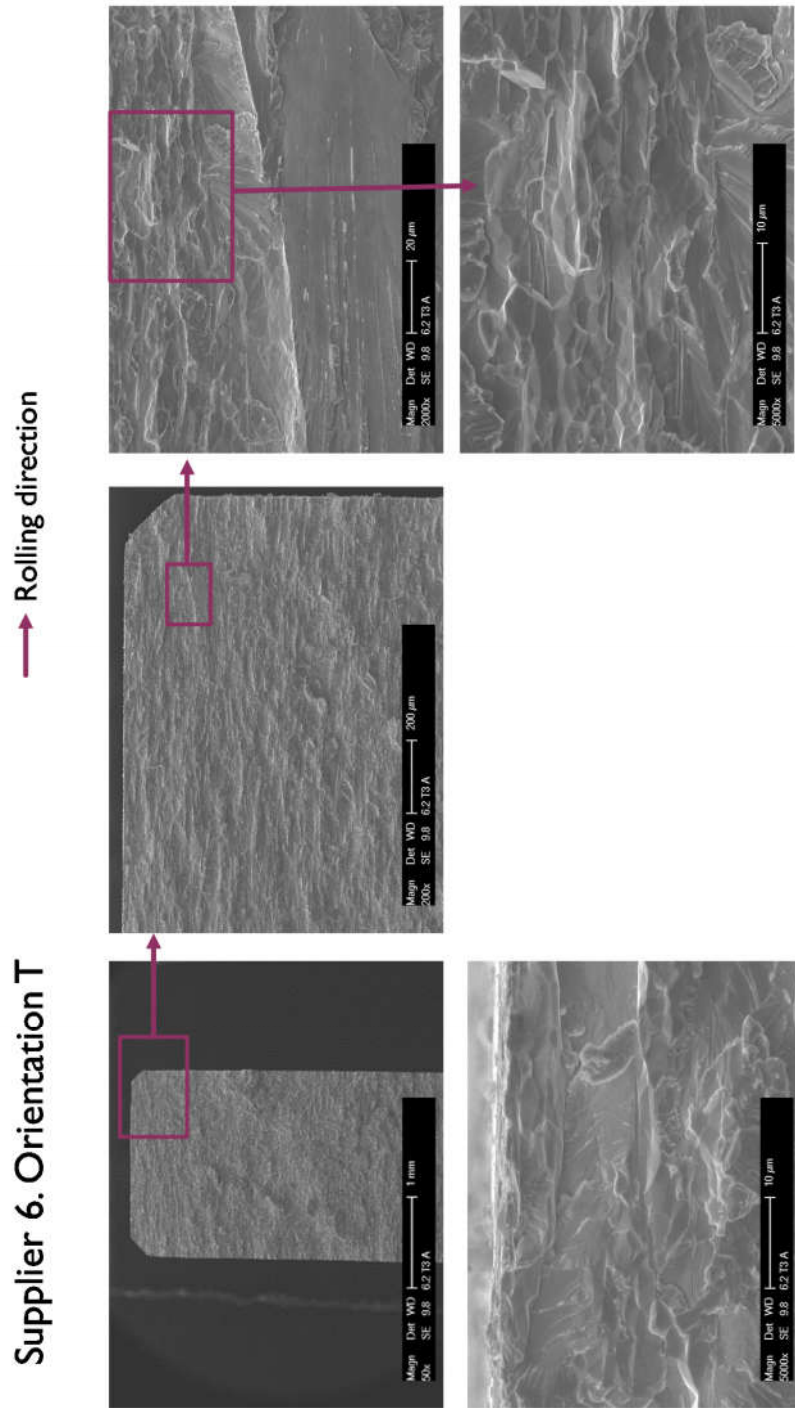 Supplier 6. Orientation T
Rolling direction
Magn Det WD
50x SE 9.8 6.2 T3 A
1 mm
Magn Det WD
200x SE 9.8 6.2 T3 A
200 µm
Magn Det WD
2000x SE 9.8 6.2 T3 A
20 µm
Magn Det WD
5000x SE 9.8 6.2 T3 A
10 µm
Magn Det WD
5000x SE 9.8 6.2 T3 A
10 µm